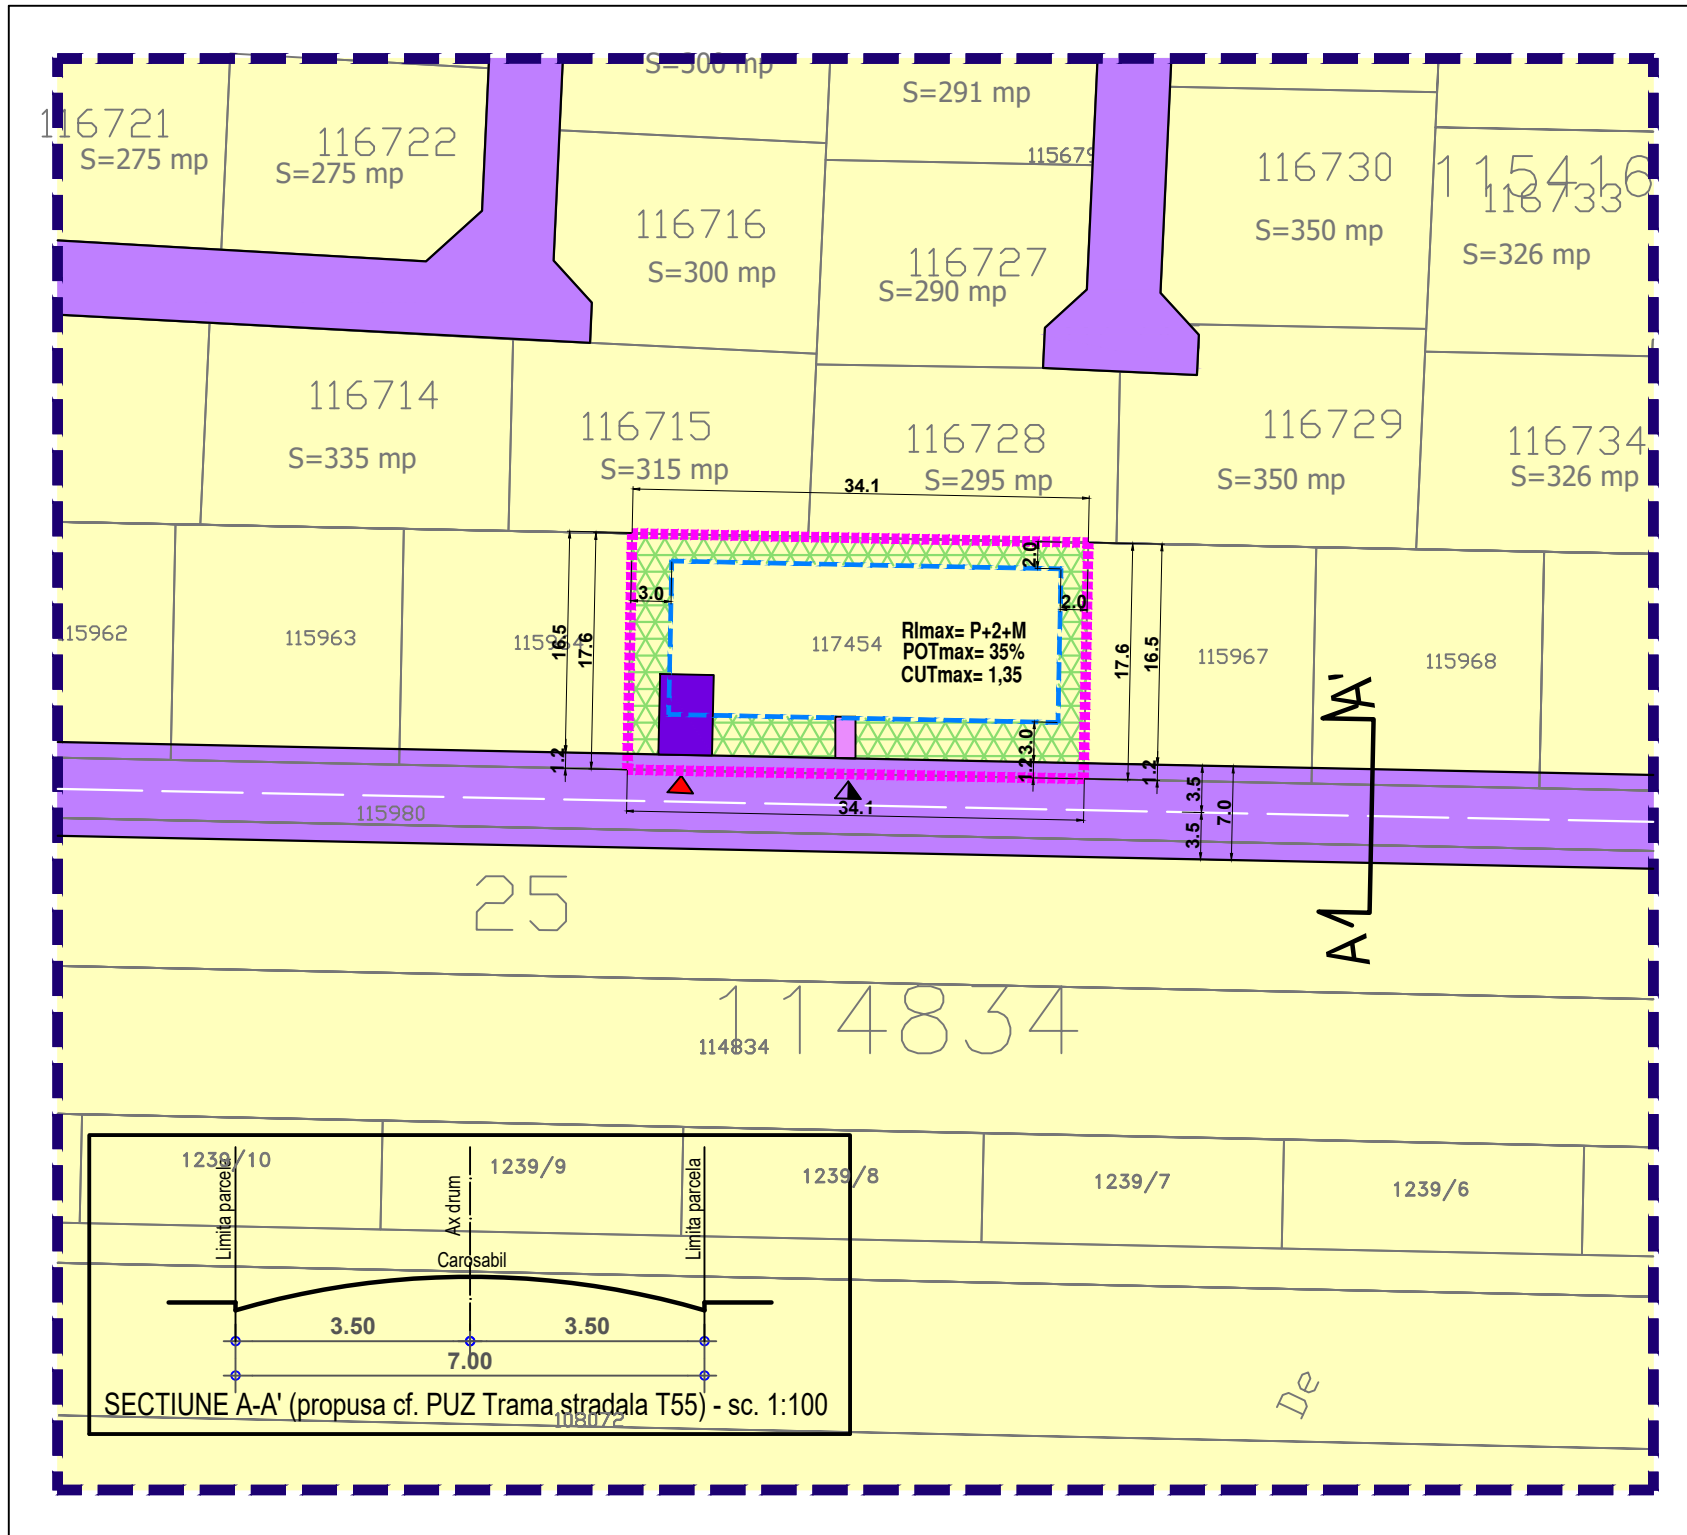 S=300 mp
S=291 mp
116721
S=275 mp
116722
S=275 mp
115679
116730
115416
116733
S=350 mp
S=326 mp
116716
S=300 mp
116727
S=290 mp
116714
S=335 mp
116715
S=315 mp
116728
S=295 mp
116729
S=350 mp
116734
S=326 mp
34.1
2.0
3.0
2.0
115962
115963
115964
16.5
17.6
117454
RImax= P+2+M
POTmax= 35%
CUTmax= 1,35
17.6
16.5
115967
115968
A'
1.2
3.0
1.2
1.2
3.5
7.0
3.5
115980
34.1
25
A
114834
114834
1239/10
1239/9
1239/8
1239/7
1239/6
Limita parcela
Ax drum
Limita parcela
Carosabil
3.50
3.50
7.00
SECTIUNE A-A' (propusa cf. PUZ Trama stradala T55) - sc. 1:100
108072
De